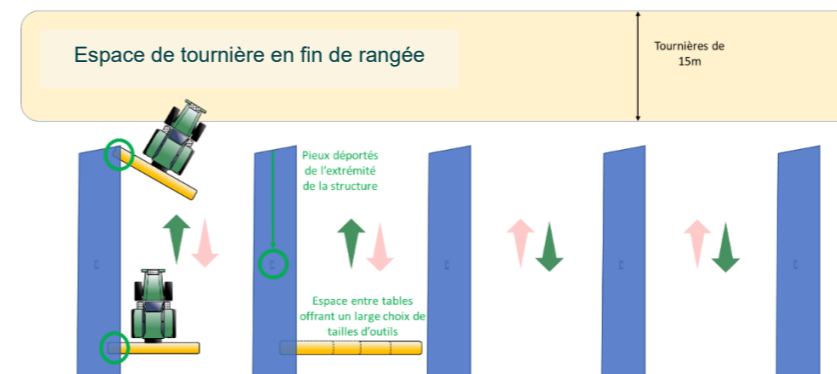 Espace de tournière en fin de rangée
Tournières de
15m
Pieux déportés
de l'extrémité
de la structure
Espace entre tables
offrant un large choix de
tailles d'outils